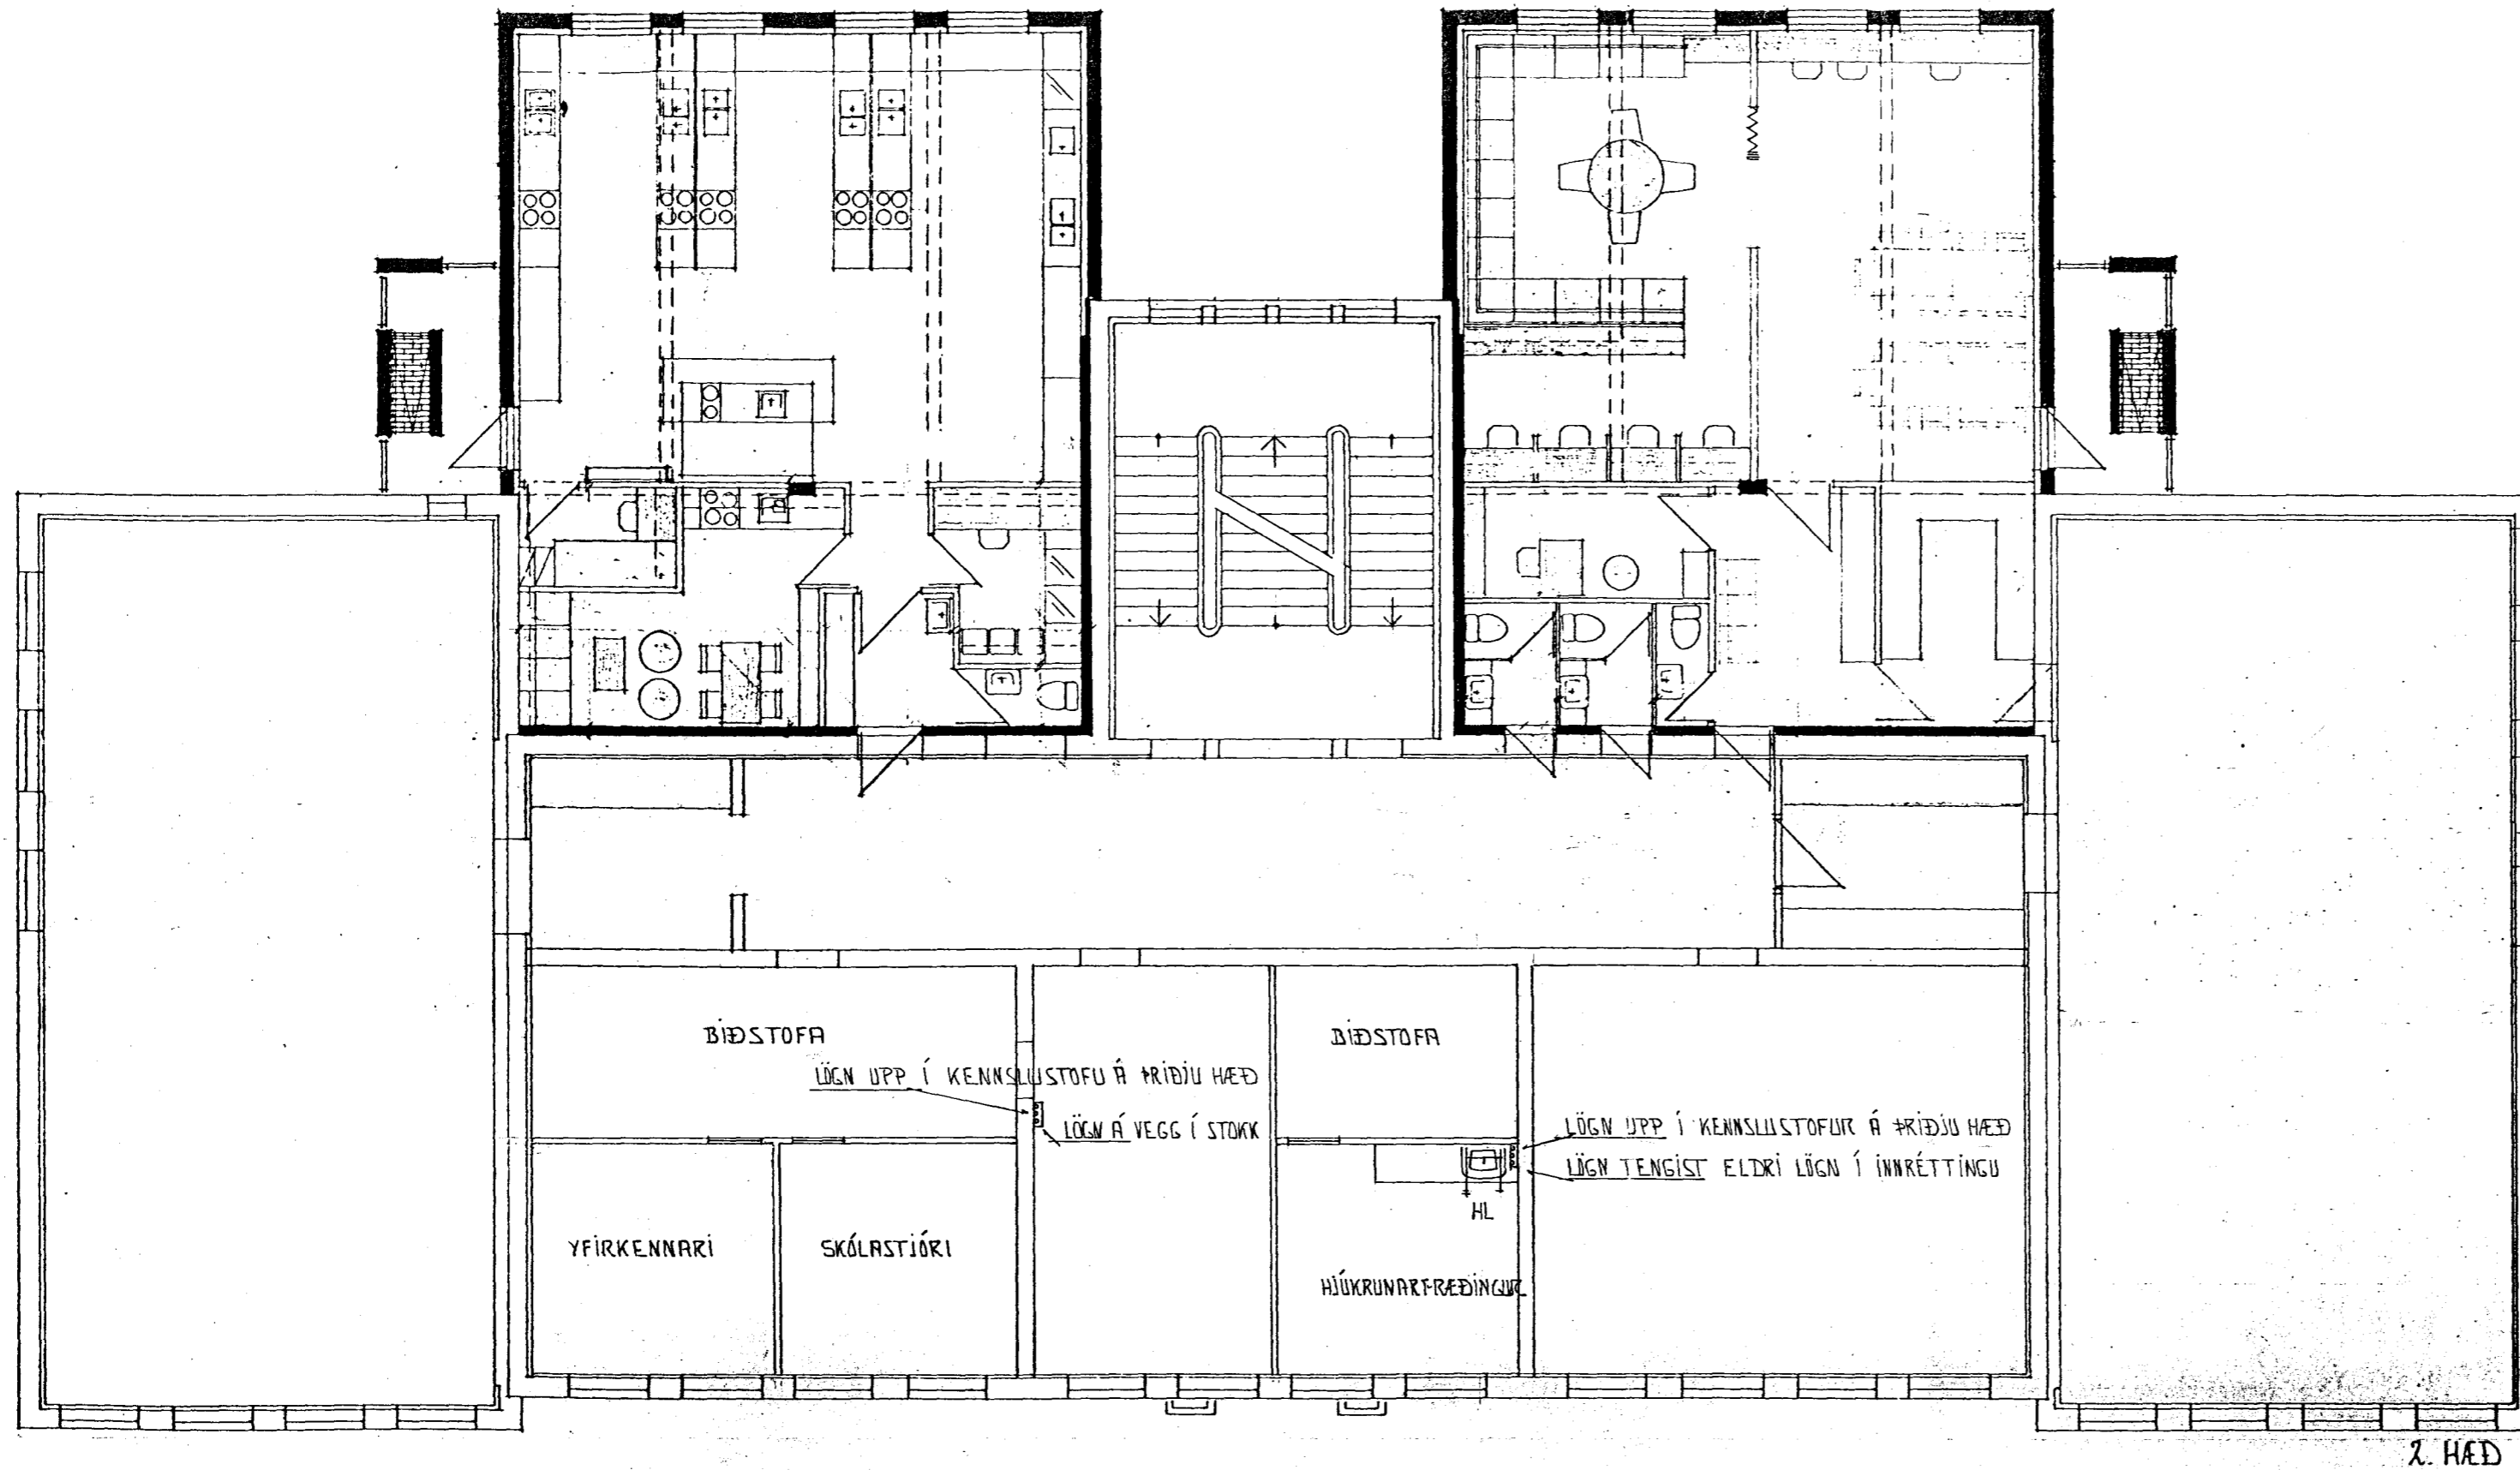 BIÐSTOFA
LÖGN UPP Í KENNSLUSTOFU Á ÞRIÐJU HÆÐ
LÖGN Á VEGG Í STOKK
BIÐSTOFA
LÖGN UPP Í KENNSLUSTOFUR Á ÞRIÐJU HÆÐ
LÖGN TENGIST ELDRI LÖGN Í INNRÉTTINGU
HL
YFIRKENNARI
SKÓLASTJÓRI
HJÚKRUNARFRÆÐINGUR
2. HÆÐ